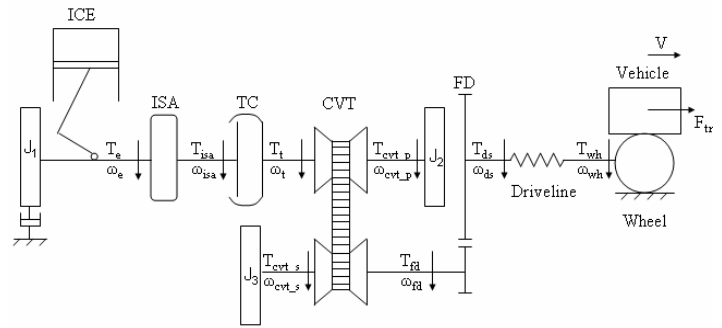 ICE
V
Vehicle
F_tr
FD
ISA
TC
CVT
J_1
T_e
ω_e
T_isa
ω_isa
T_t
ω_t
T_cvt_p
ω_cvt_p
J_2
T_ds
ω_ds
Driveline
T_wh
ω_wh
Wheel
J_3
T_cvt_s
ω_cvt_s
T_fd
ω_fd